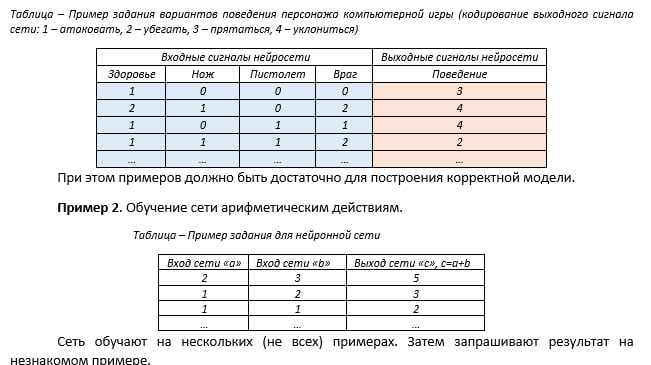 Таблица – Пример задания вариантов поведения персонажа компьютерной игры (кодирование выходного сигнала
сети: 1 – атаковать, 2 – убегать, 3 – прятаться, 4 – уклониться)
Входные сигналы нейросети Выходные сигналы нейросети
Здоровье Нож Пистолет Враг Поведение
1 0 0 0 3
2 1 0 2 4
1 0 1 1 4
1 1 1 2 2
... ... ... ... ...
При этом примеров должно быть достаточно для построения корректной модели.
Пример 2. Обучение сети арифметическим действиям.
Таблица – Пример задания для нейронной сети
Вход сети «a» Вход сети «b» Выход сети «c», c=a+b
2 3 5
1 2 3
1 1 2
... ... ...
Сеть обучают на нескольких (не всех) примерах. Затем запрашивают результат на
незнакомом примере.